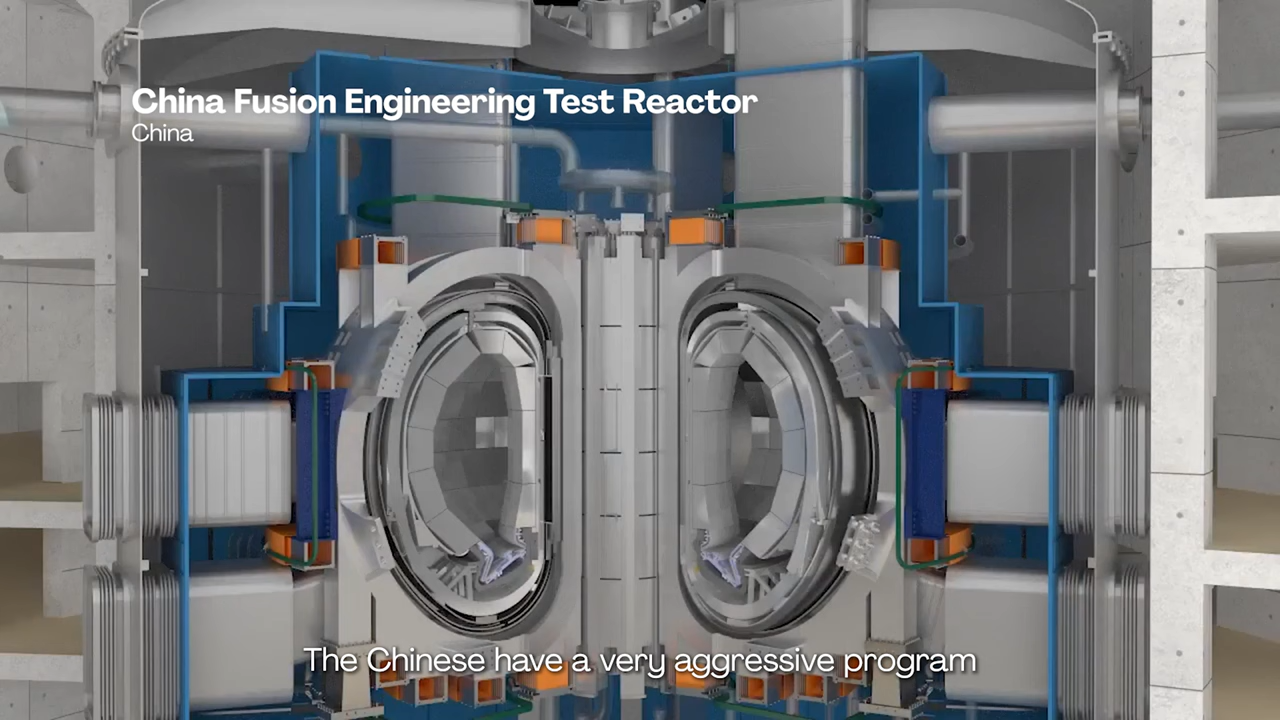 China Fusion Engineering Test Reactor
China
The Chinese have a very aggressive program